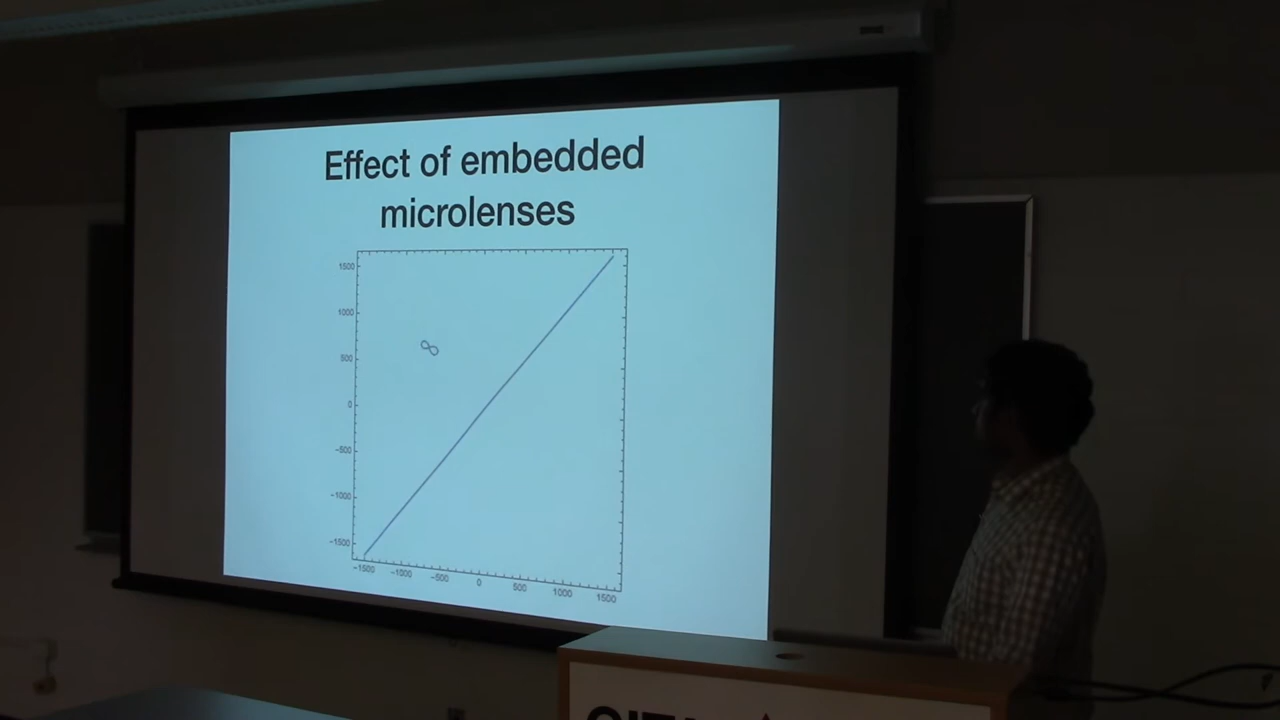 Effect of embedded
microlenses
1500
1000
500
0
-500
-1000
-1500
-1500 -1000 -500 0 500 1000 1500